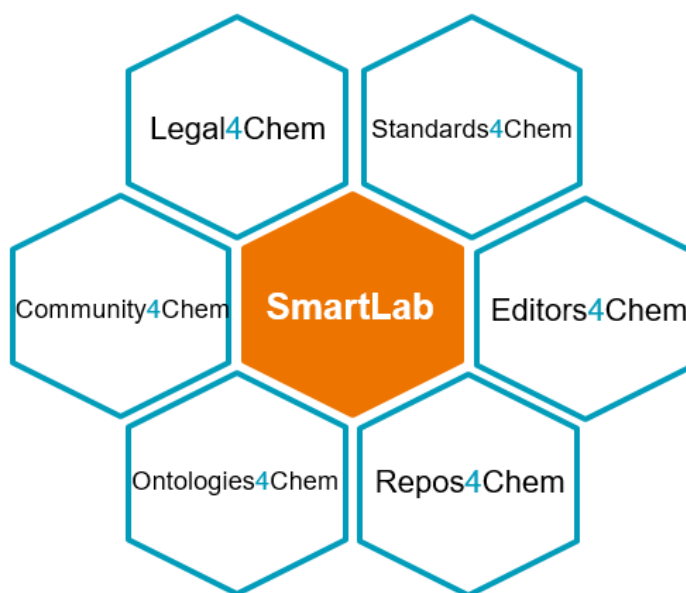 Legal4Chem
Standards4Chem
Community4Chem
SmartLab
Editors4Chem
Ontologies4Chem
Repos4Chem